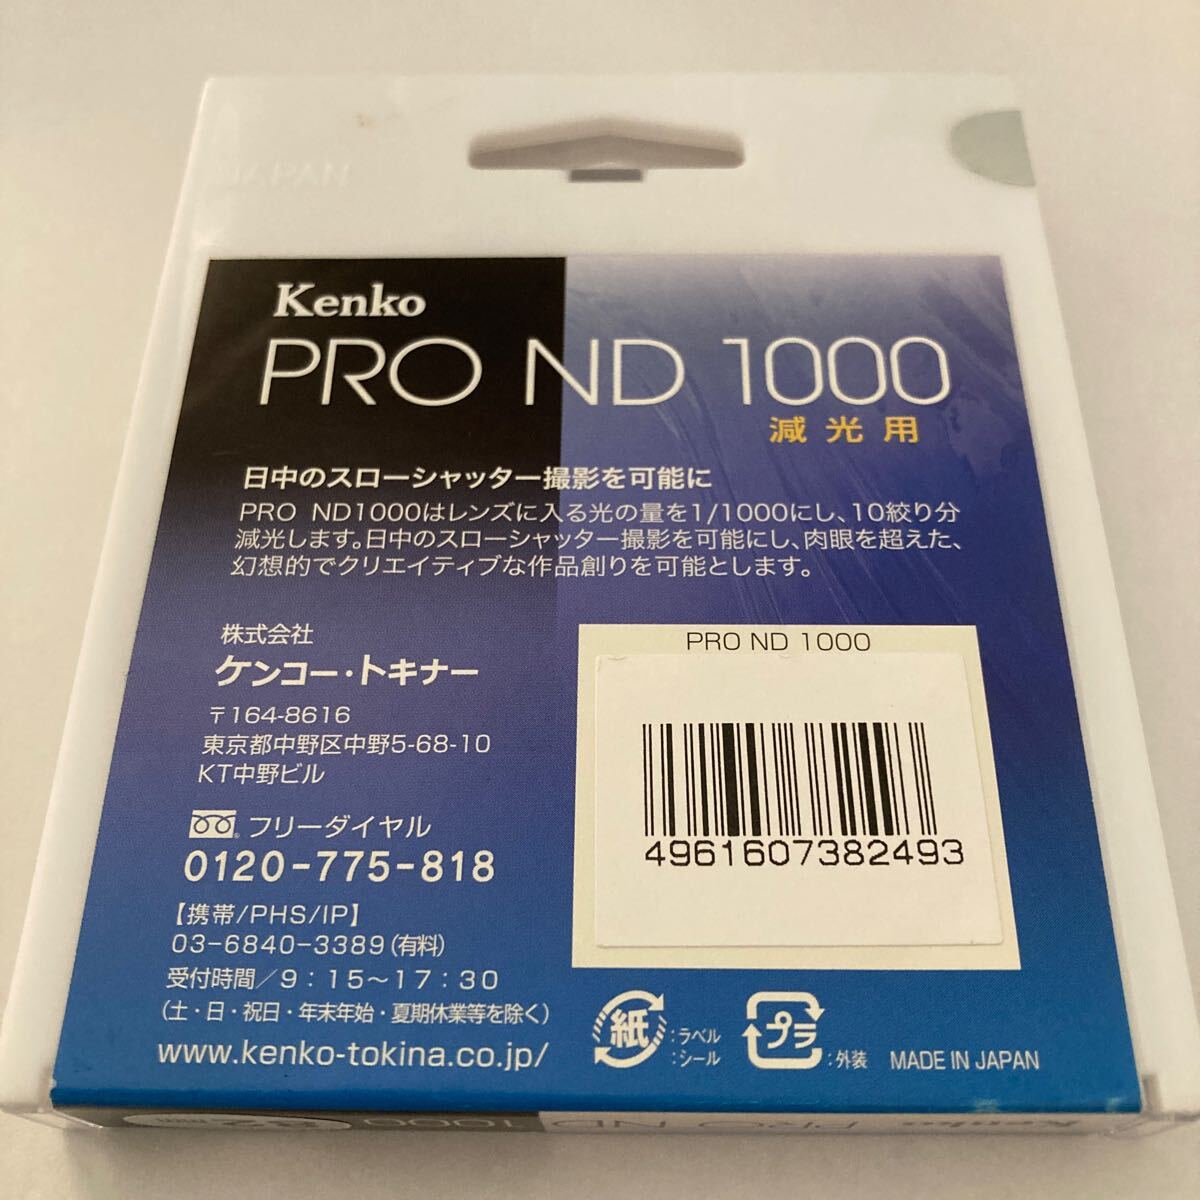 JAPAN
Kenko
PRO ND 1000
減光用
日中のスローシャッター撮影を可能に
PRO ND1000はレンズに入る光の量を1/1000にし、10絞り分
減光します。日中のスローシャッター撮影を可能にし、肉眼を超えた、
幻想的でクリエイティブな作品創りを可能とします。
株式会社
ケンコー・トキナー
〒164-8616
東京都中野区中野5-68-10
KT中野ビル
フリーダイヤル
0120-775-818
【携帯/PHS/IP】
03-6840-3389(有料)
受付時間/9:15〜17:30
(土・日・祝日・年末年始・夏期休業等を除く)
www.kenko-tokina.co.jp/
PRO ND 1000
4961607382493
紙
:ラベル
:シール
プラ
:外装
MADE IN JAPAN
Kenko PRO ND 1000 82mm